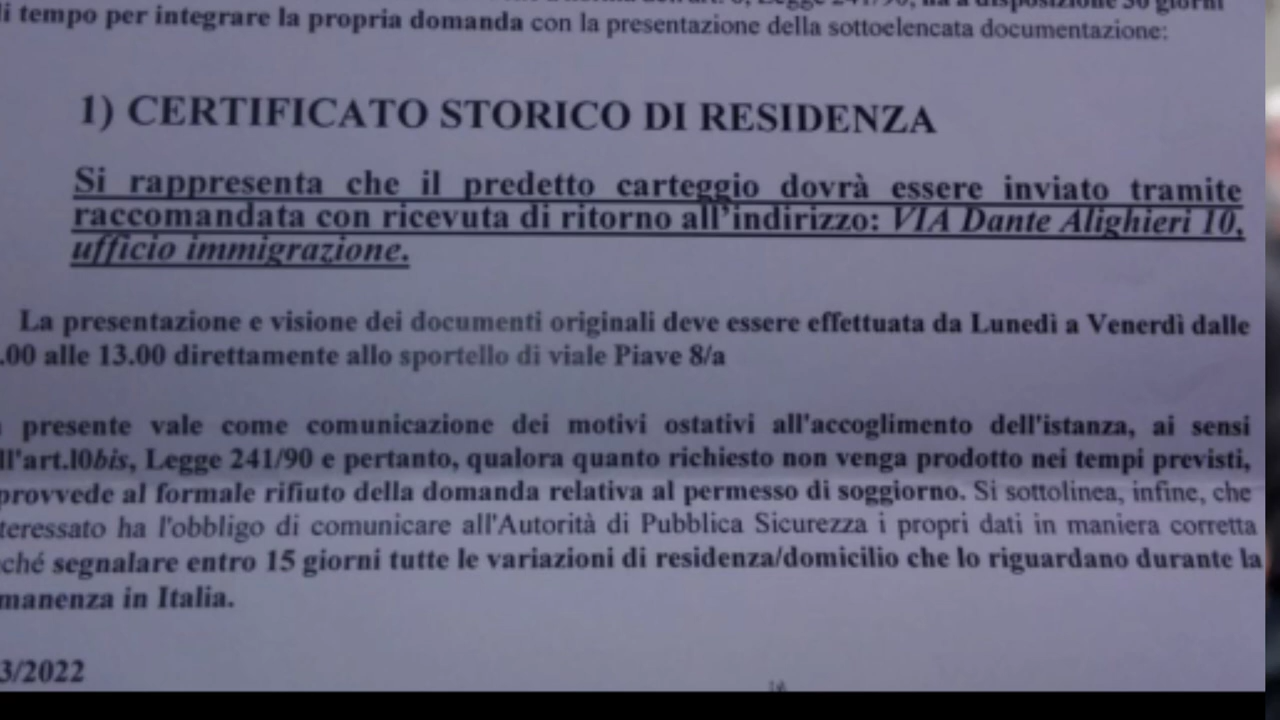 di tempo per integrare la propria domanda con la presentazione della sottoelencata documentazione:
1) CERTIFICATO STORICO DI RESIDENZA
Si rappresenta che il predetto carteggio dovrà essere inviato tramite
raccomandata con ricevuta di ritorno all'indirizzo: VIA Dante Alighieri 10,
ufficio immigrazione.
La presentazione e visione dei documenti originali deve essere effettuata da Lunedì a Venerdì dalle
.00 alle 13.00 direttamente allo sportello di viale Piave 8/a
presente vale come comunicazione dei motivi ostativi all'accoglimento dell'istanza, ai sensi
ll'art.l0bis, Legge 241/90 e pertanto, qualora quanto richiesto non venga prodotto nei tempi previsti,
provvede al formale rifiuto della domanda relativa al permesso di soggiorno. Si sottolinea, infine, che
teressato ha l'obbligo di comunicare all'Autorità di Pubblica Sicurezza i propri dati in maniera corretta
ché segnalare entro 15 giorni tutte le variazioni di residenza/domicilio che lo riguardano durante la
manenza in Italia.
3/2022